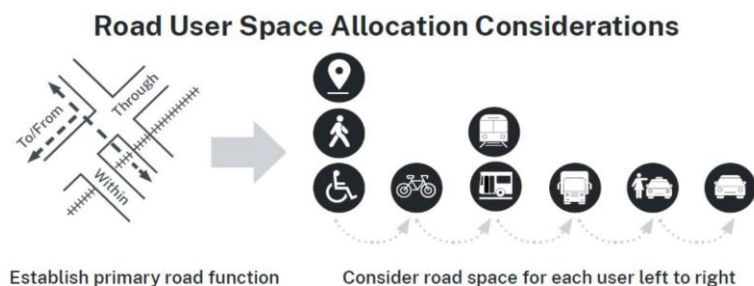 Road User Space Allocation Considerations
To/From
Through
Within
Establish primary road function
Consider road space for each user left to right